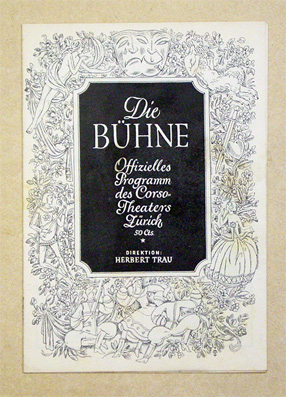 Die
BÜHNE
Offizielles
Programm
des Corso-
Theaters
Zürich
50 Cts.
DIREKTION:
HERBERT TRAU